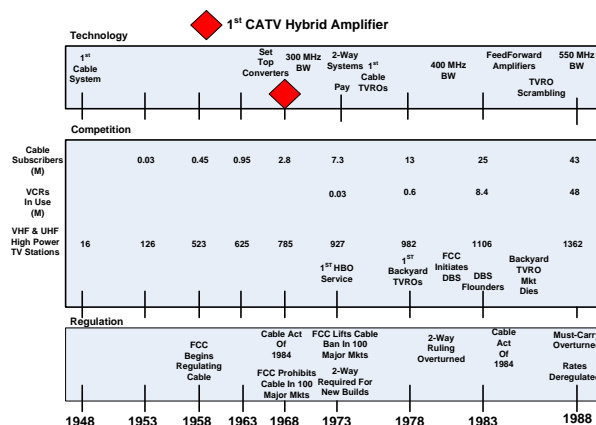 1st CATV Hybrid Amplifier
Technology
1st
Cable
System
Set
Top
Converters
300 MHz
BW
2-Way
Systems
Pay
1st
Cable
TVROs
400 MHz
BW
FeedForward
Amplifiers
TVRO
Scrambling
550 MHz
BW
Competition
Cable
Subscribers
(M)
0.03 0.45 0.95 2.8 7.3 13 25 43
VCRs
In Use
(M)
0.03 0.6 8.4 48
VHF & UHF
High Power
TV Stations
16 126 523 625 785 927 982 1106 1362
1ST HBO
Service
1ST
Backyard
TVROs
FCC
Initiates
DBS
DBS
Flounders
Backyard
TVRO
Mkt
Dies
Regulation
FCC
Begins
Regulating
Cable
Cable Act
Of
1984
FCC Prohibits
Cable In 100
Major Mkts
FCC Lifts Cable
Ban In 100
Major Mkts
2-Way
Required For
New Builds
2-Way
Ruling
Overturned
Cable
Act
Of
1984
Must-Carry
Overturned
Rates
Deregulated
1948 1953 1958 1963 1968 1973 1978 1983 1988